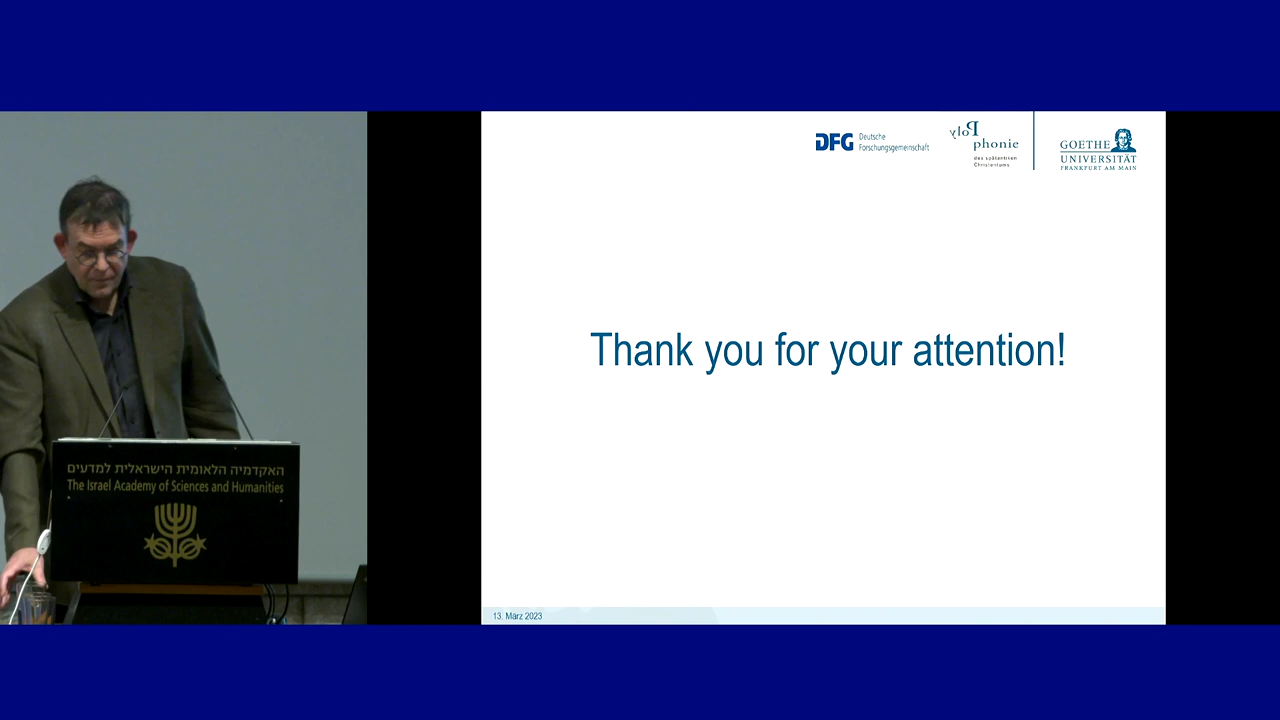 האקדמיה הלאומית הישראלית למדעים
The Israel Academy of Sciences and Humanities
DFG Deutsche
Forschungsgemeinschaft
Poly
phonie
des spätantiken
Christentums
GOETHE
UNIVERSITÄT
FRANKFURT AM MAIN
Thank you for your attention!
13. März 2023